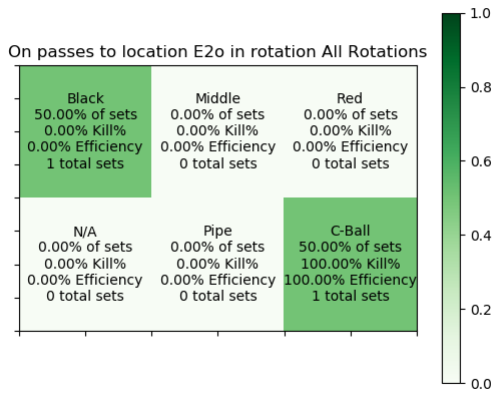 On passes to location E2o in rotation All Rotations
Black
50.00% of sets
0.00% Kill%
0.00% Efficiency
1 total sets
Middle
0.00% of sets
0.00% Kill%
0.00% Efficiency
0 total sets
Red
0.00% of sets
0.00% Kill%
0.00% Efficiency
0 total sets
N/A
0.00% of sets
0.00% Kill%
0.00% Efficiency
0 total sets
Pipe
0.00% of sets
0.00% Kill%
0.00% Efficiency
0 total sets
C-Ball
50.00% of sets
100.00% Kill%
100.00% Efficiency
1 total sets
1.0
0.8
0.6
0.4
0.2
0.0